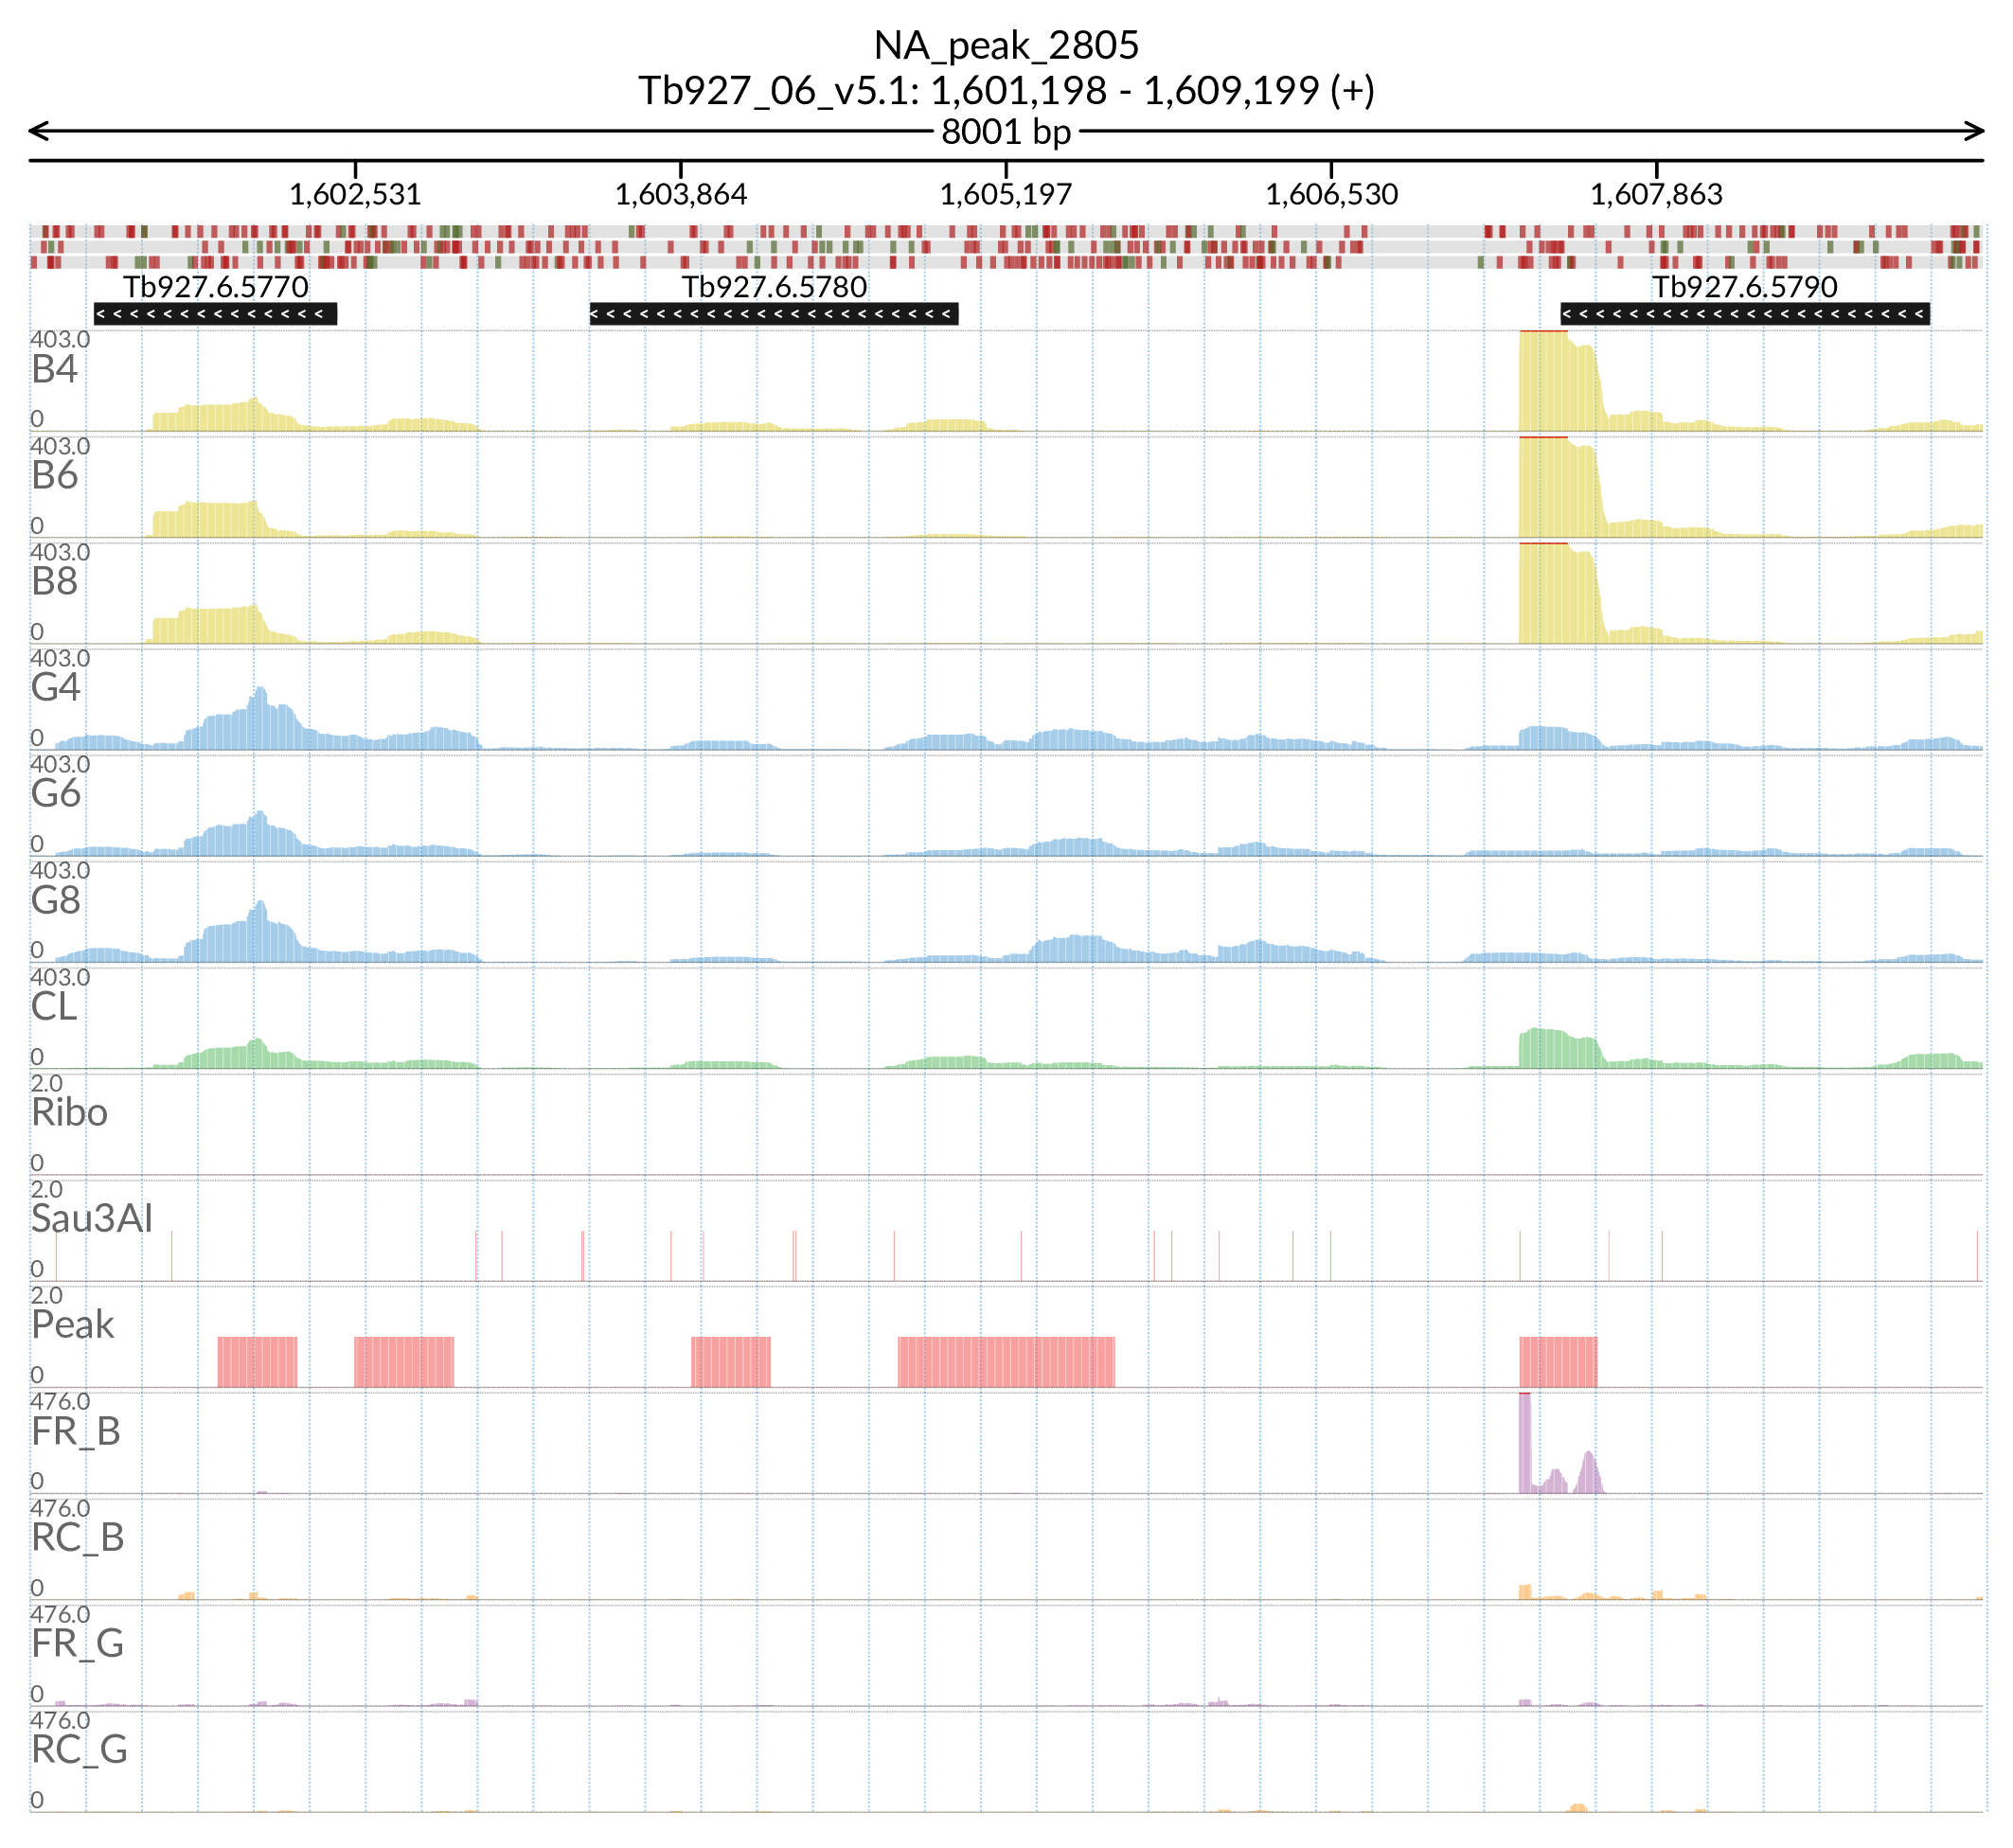 NA_peak_2805
Tb927_06_v5.1: 1,601,198 - 1,609,199 (+)
8001 bp
1,602,531 1,603,864 1,605,197 1,606,530 1,607,863
Tb927.6.5770 Tb927.6.5780 Tb927.6.5790
403.0
B4
0
403.0
B6
0
403.0
B8
0
403.0
G4
0
403.0
G6
0
403.0
G8
0
403.0
CL
0
2.0
Ribo
0
2.0
Sau3AI
0
2.0
Peak
0
476.0
FR_B
0
476.0
RC_B
0
476.0
FR_G
0
476.0
RC_G
0